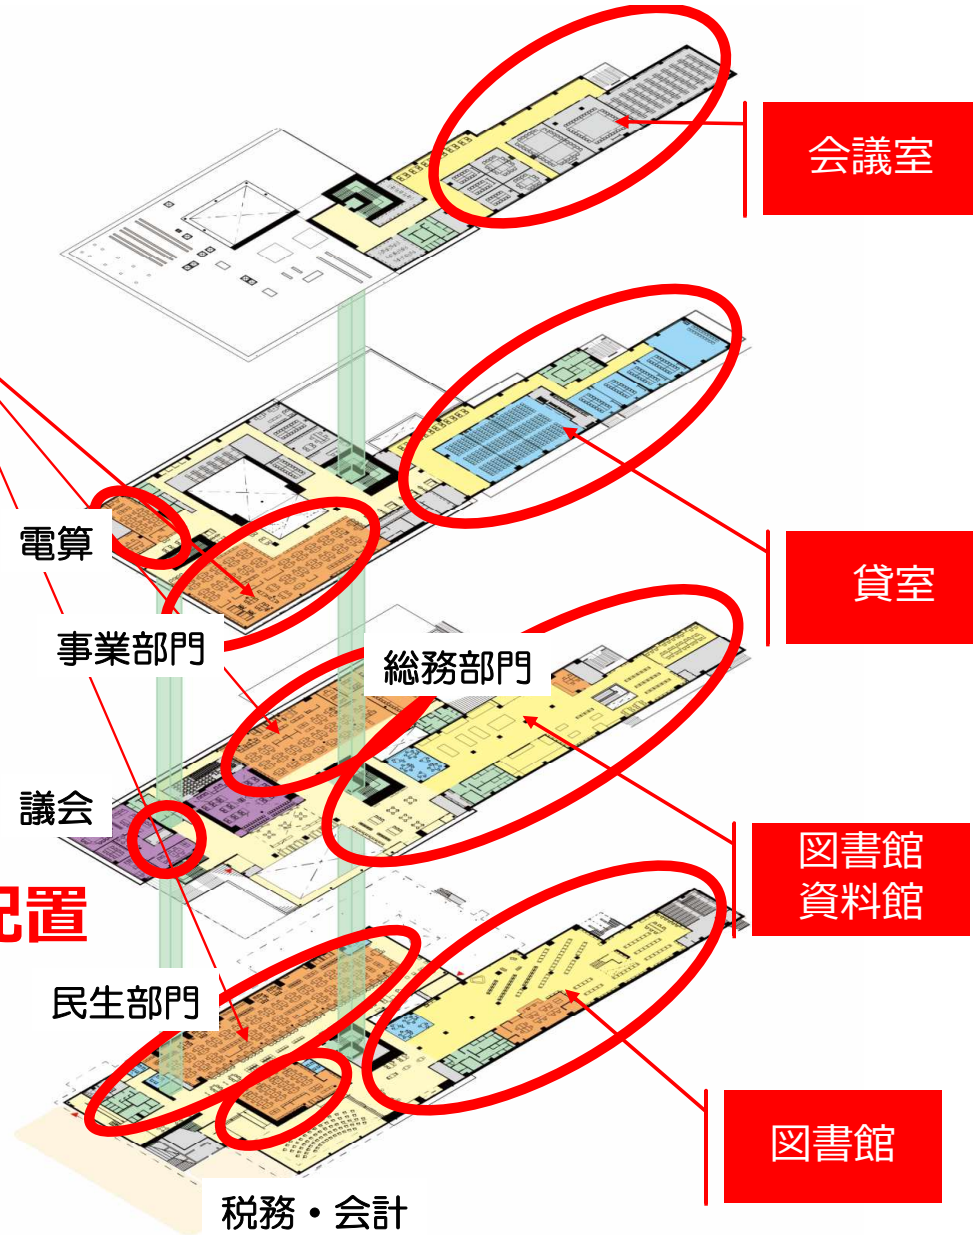 会議室
電算
貸室
事業部門
総務部門
議会
図書館
資料館
配置
民生部門
図書館
税務・会計